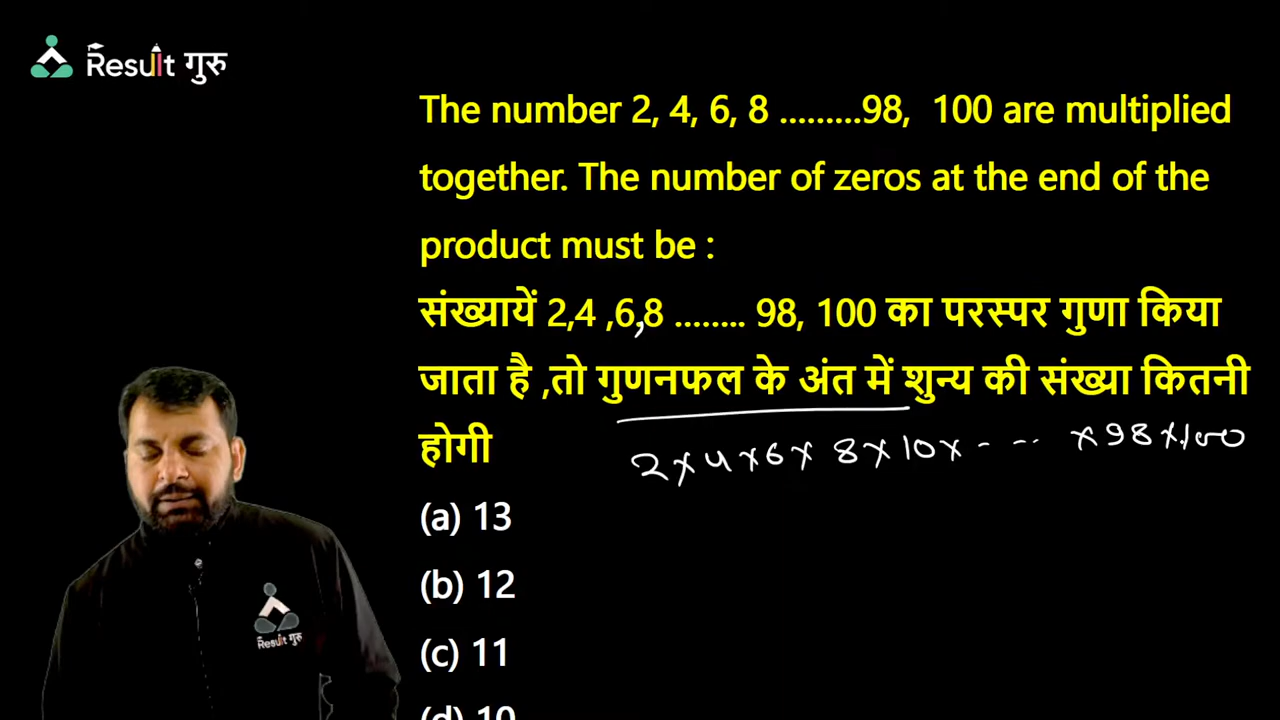 Result गुरु
The number 2, 4, 6, 8 .........98, 100 are multiplied
together. The number of zeros at the end of the
product must be :
संख्यायें 2,4 ,6,8 ........ 98, 100 का परस्पर गुणा किया
जाता है ,तो गुणनफल के अंत में शुन्य की संख्या कितनी
होगी
2×4×6×8×10×- -- ×98×100
(a) 13
(b) 12
(c) 11
(d) 10
Result गुरु